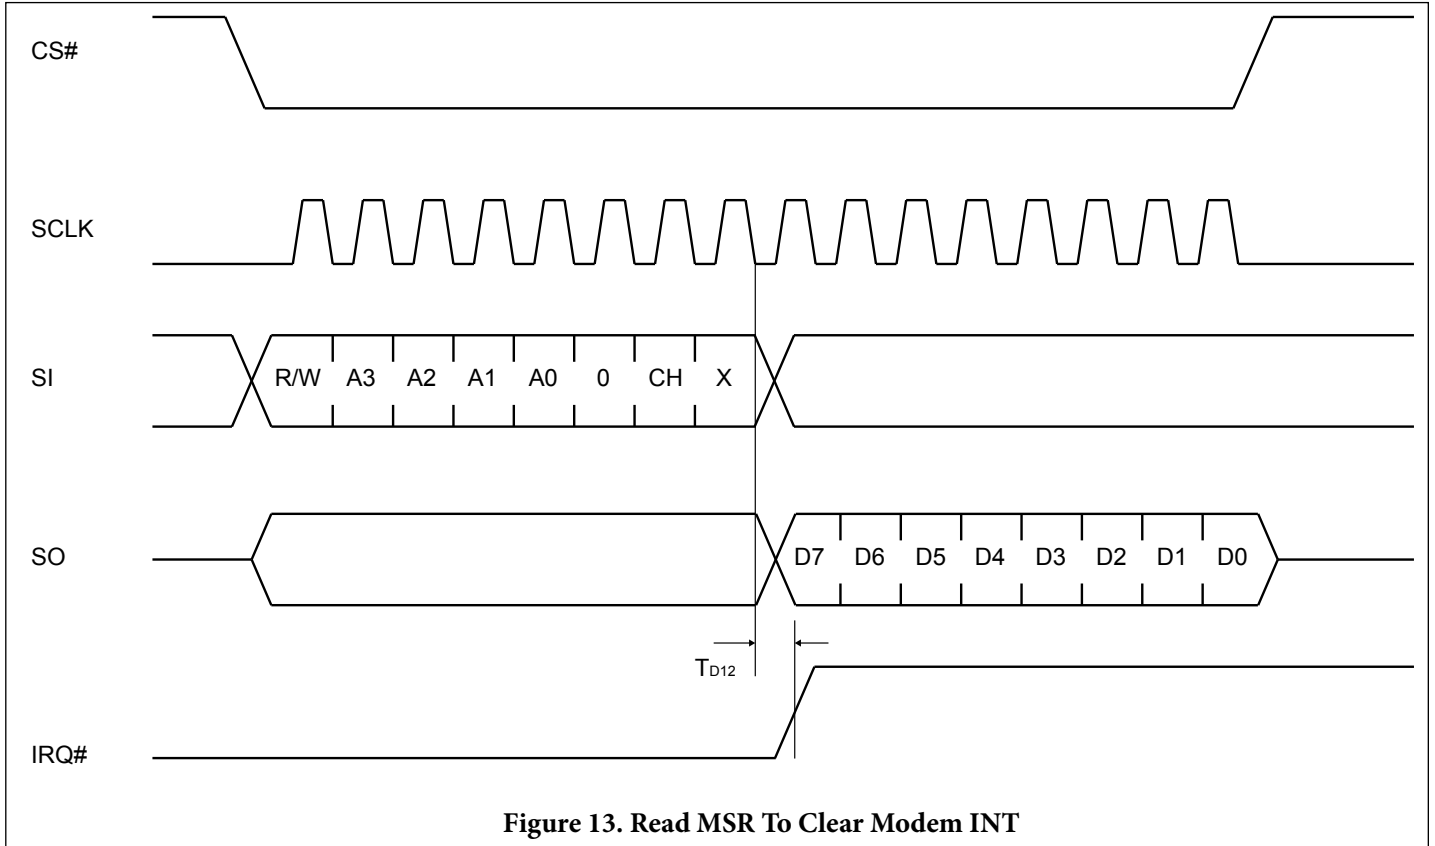 CS#
SCLK
SI R/W A3 A2 A1 A0 0 CH X
SO D7 D6 D5 D4 D3 D2 D1 D0
TD12
IRQ#
Figure 13. Read MSR To Clear Modem INT